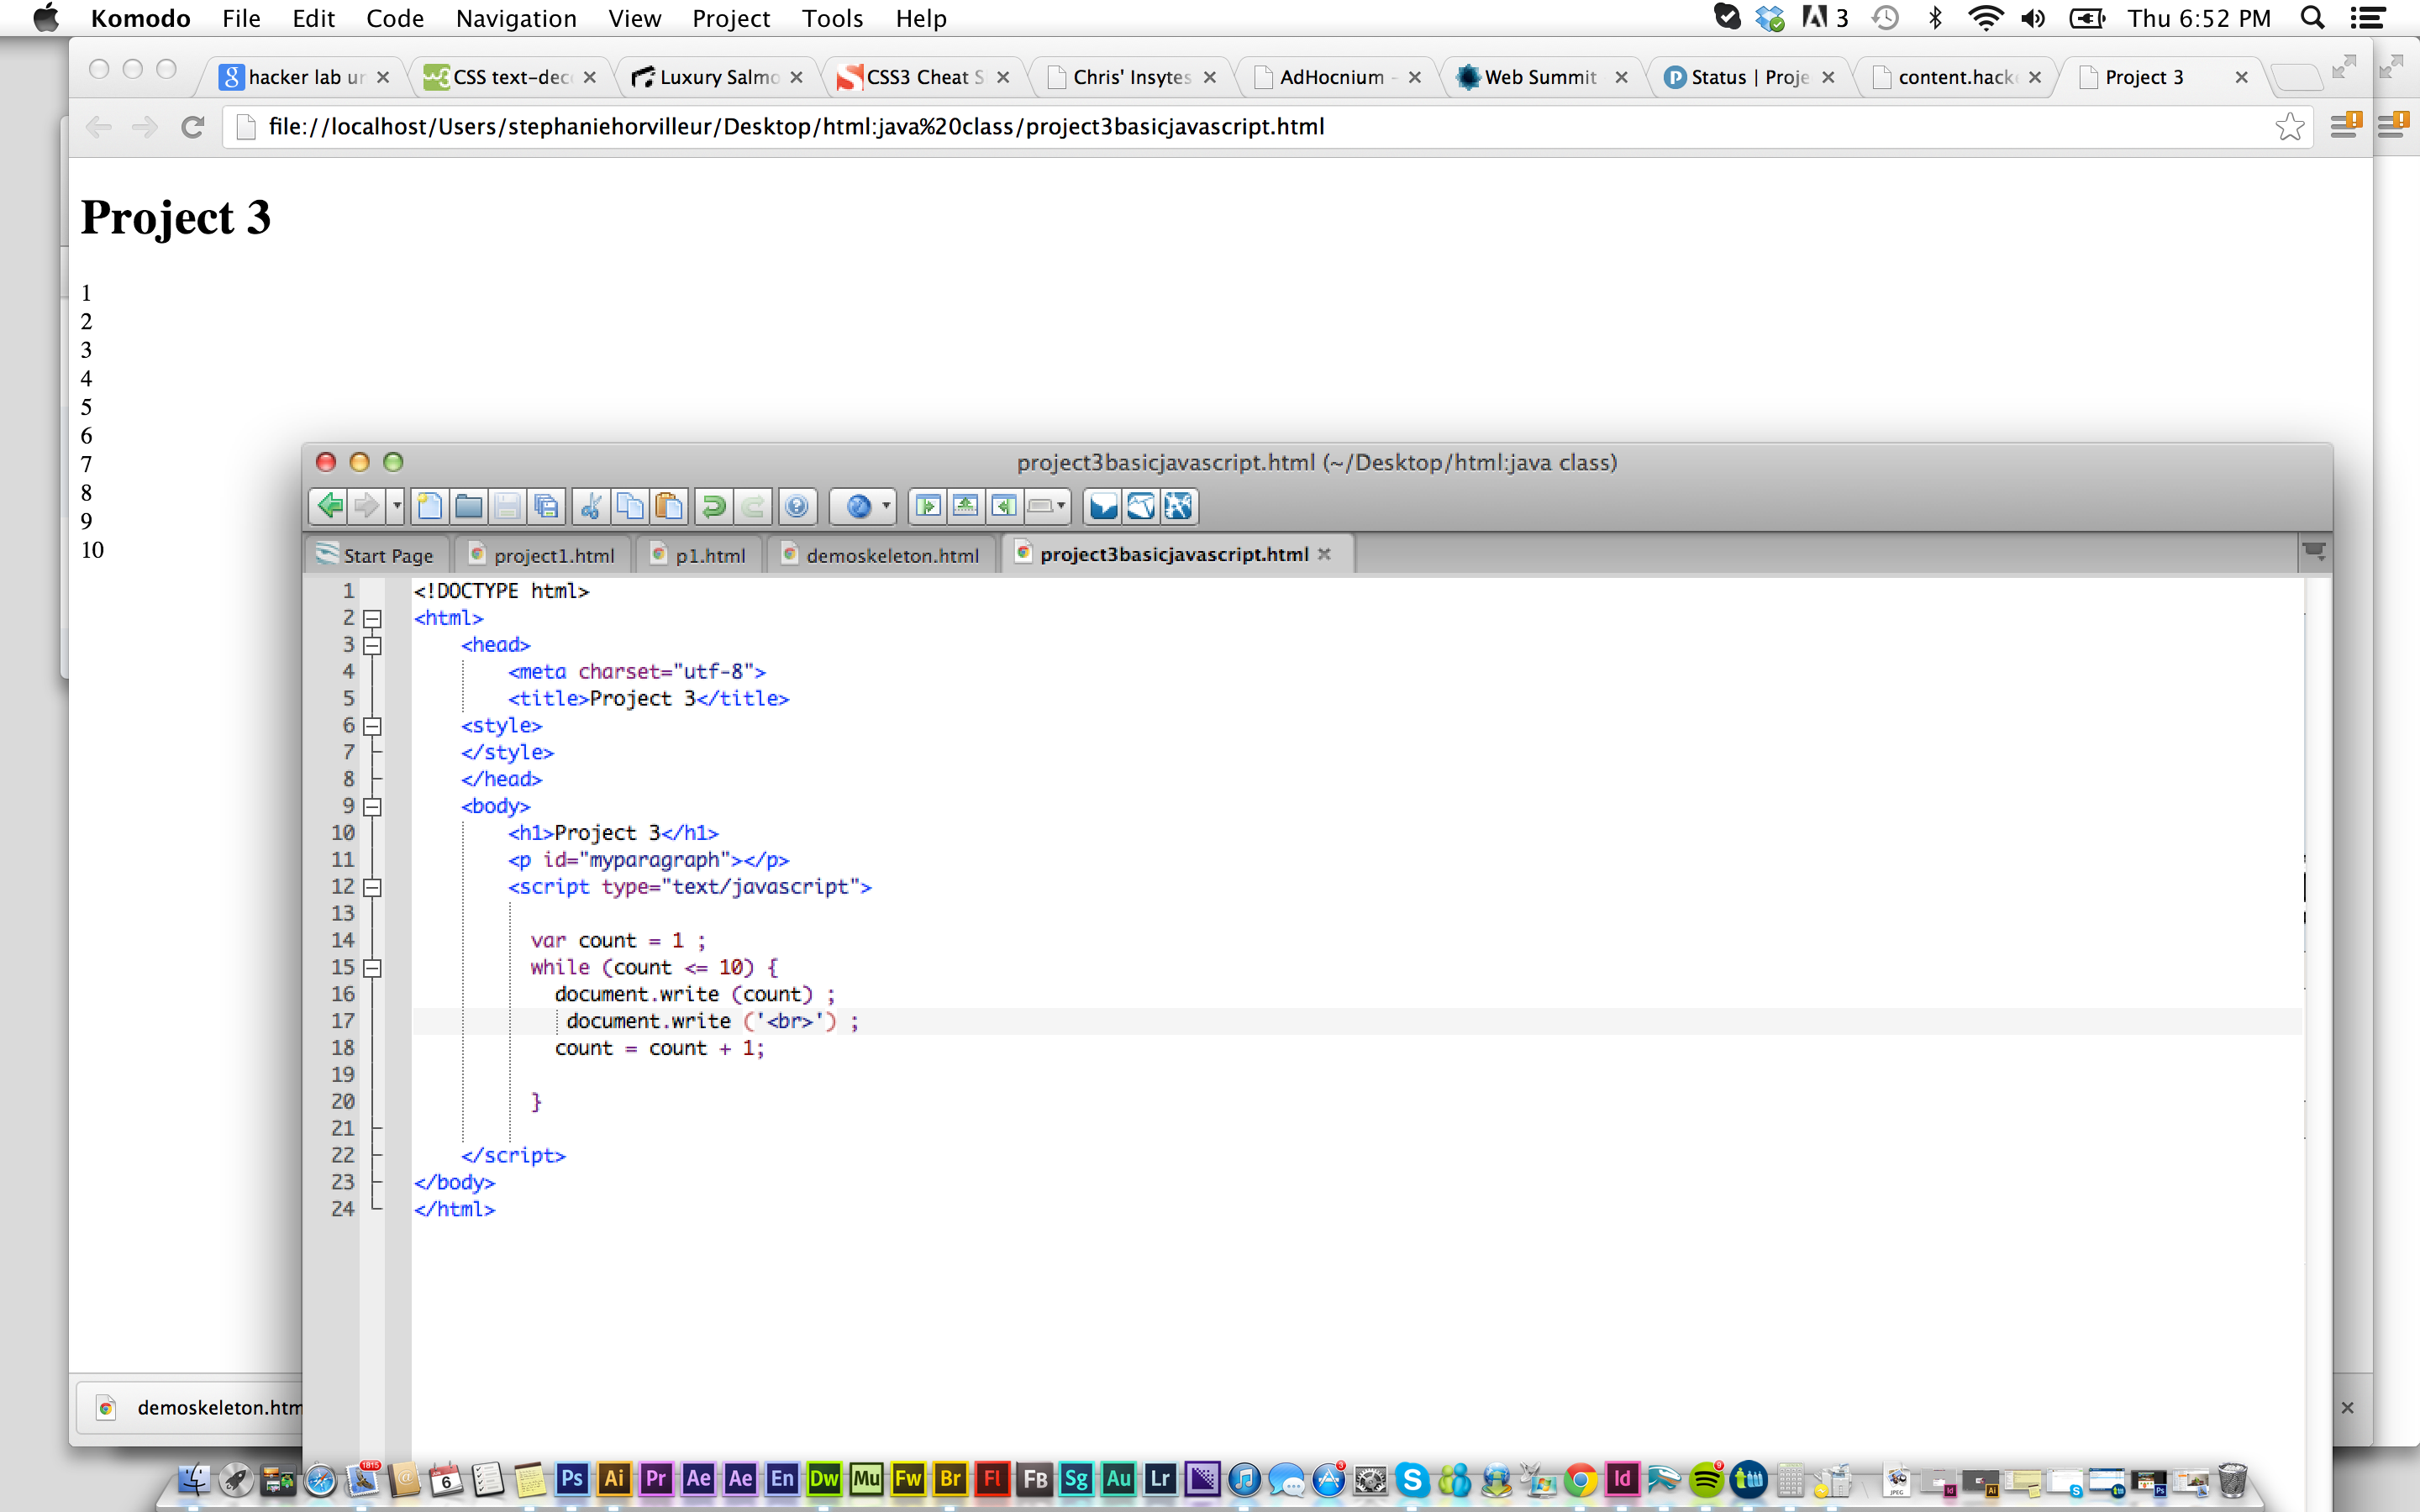 Komodo File Edit Code Navigation View Project Tools Help 3 Thu 6:52 PM
hacker lab ur CSS text-dec Luxury Salmo CSS3 Cheat S Chris' Insytes AdHocnium - Web Summit Status | Proje content.hack Project 3
file://localhost/Users/stephaniehorvilleur/Desktop/html:java%20class/project3basicjavascript.html
Project 3
1
2
3
4
5
6
7
8
9
10
project3basicjavascript.html (~/Desktop/html:java class)
Start Page project1.html p1.html demoskeleton.html project3basicjavascript.html
1 <!DOCTYPE html>
2 <html>
3 <head>
4 <meta charset="utf-8">
5 <title>Project 3</title>
6 <style>
7 </style>
8 </head>
9 <body>
10 <h1>Project 3</h1>
11 <p id="myparagraph"></p>
12 <script type="text/javascript">
13
14 var count = 1 ;
15 while (count <= 10) {
16 document.write (count) ;
17 document.write ('<br>') ;
18 count = count + 1;
19
20 }
21
22 </script>
23 </body>
24 </html>
demoskeleton.htm
1815 6 Ps Ai Pr Ae Ae En Dw Mu Fw Br Fl FB Sg Au Lr 3 S Id